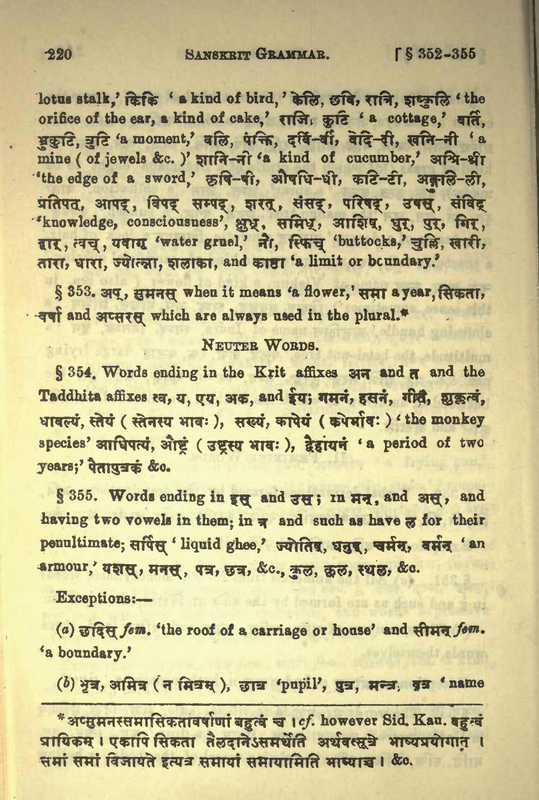 220 SANSKRIT GRAMMAR. [ § 352-355
lotus stalk,’ किकि ‘ a kind of bird, ’ केलि, छवि, रात्रि, शष्कुलि ‘ the
orifice of the ear, a kind of cake,’ राजि, कुटि ‘ a cottage,’ वर्ति,
भ्रुकुटि, त्रुटि ‘a moment,’ वलि, पंक्ति, दर्वि-र्वी, वेदि-दी, खनि-नी ‘ a
mine ( of jewels &c. )’ शानि-नी ‘a kind of cucumber,’ अश्रि-श्री
‘the edge of a sword,’ कृषि-षी, औषधि-धी, कटि-टी, अङ्गुलि-ली,
प्रतिपत्, आपद्, विपद् सम्पद्, शरत्, संसद्, परिषद्, उषस्, संविद्
‘knowledge, consciousness’, क्षुध्, समिध्, आशिष्, धुर्, पुर्, गिर्,
द्वार्, त्वच्, यवागू ‘water gruel,’ नौ, स्फिच् ‘buttocks,’ चुल्लि, खारी,
तारा, धारा, ज्योत्स्ना, शलाका, and काष्ठा ‘a limit or boundary.’
§ 353. अप्, सुमनस् when it means ‘a flower,’ समा a year, सिकता,
वर्षा and अप्सरस् which are always used in the plural.*
NEUTER WORDS.
§ 354. Words ending in the Krit affixes अन and त and the
Taddhita affixes त्व, य, एय, अक, and ईय; गमनं, हसनं, गीतं, शुक्लत्वं,
धावल्यं, स्तेयं ( स्तेनस्य भावः ), सख्यं, कापेयं ( कपेर्भावः ) ‘ the monkey
species’ आधिपत्यं, औष्ट्रं ( उष्ट्रस्य भावः ), द्वैहायनं ‘ a period of two
years;’ पैतापुत्रकं &c.
§ 355. Words ending in इस् and उस्; in मन्, and अस्, and
having two vowels in them; in त्र and such as have ल for their
penultimate; सर्पिस् ‘ liquid ghee,’ ज्योतिष्, धनुष्, चर्मन्, वर्मन् ‘an
armour,’ यशस्, मनस्, पत्र, छत्र, &c., कुल, कूल, स्थल, &c.
Exceptions:—
(a) छदिस् fem. ‘the roof of a carriage or house’ and सीमन् fem.
‘a boundary.’
(b) भृत्र, अमित्र ( न मित्रम् ), छात्र ‘pupil’, पुत्र, मन्त्र, वृत्र ‘ name
* अप्सुमनस्समासिकतावर्षाणां बहुत्वं च । cf. however Sid. Kau. बहुत्वं
प्रायिकम् । एकापि सिकता तैलदानेऽसमर्थेति अर्थवत्सूत्रे भाष्यप्रयोगात् ।
समां समां विजायते इत्यत्र समायां समायामिति भाष्याच्च । &c.